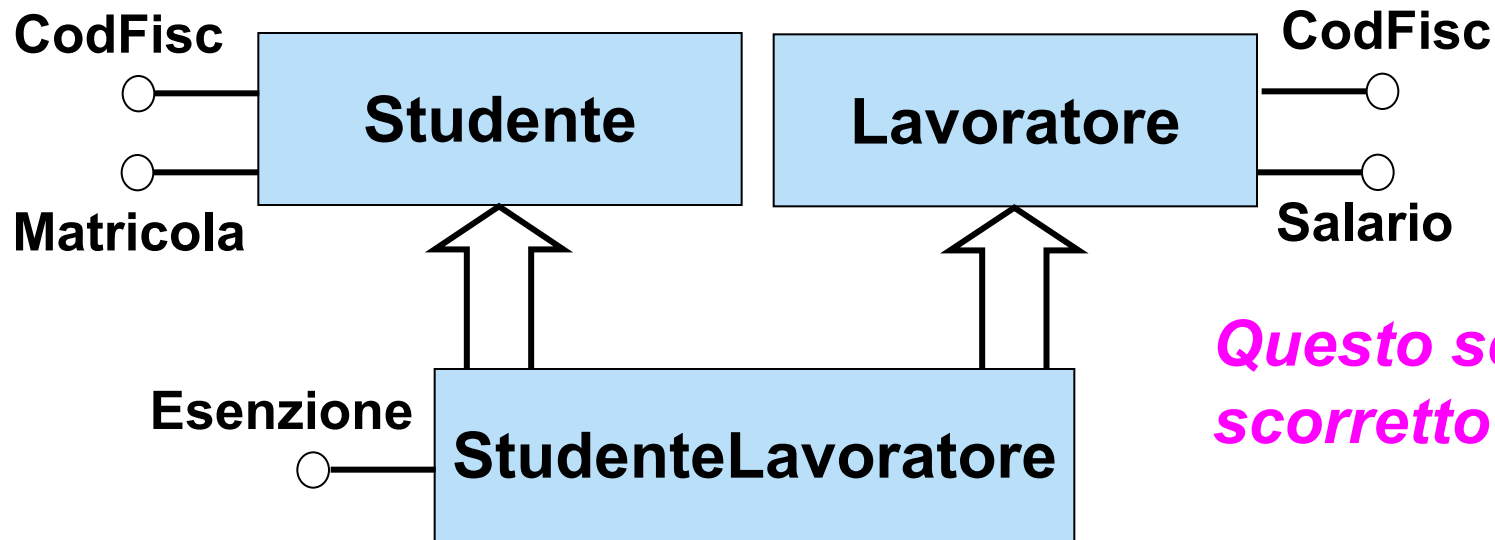 CodFisc
CodFisc
Studente
Lavoratore
Matricola
Salario
Questo
scorretto
Esenzione
StudenteLavoratore